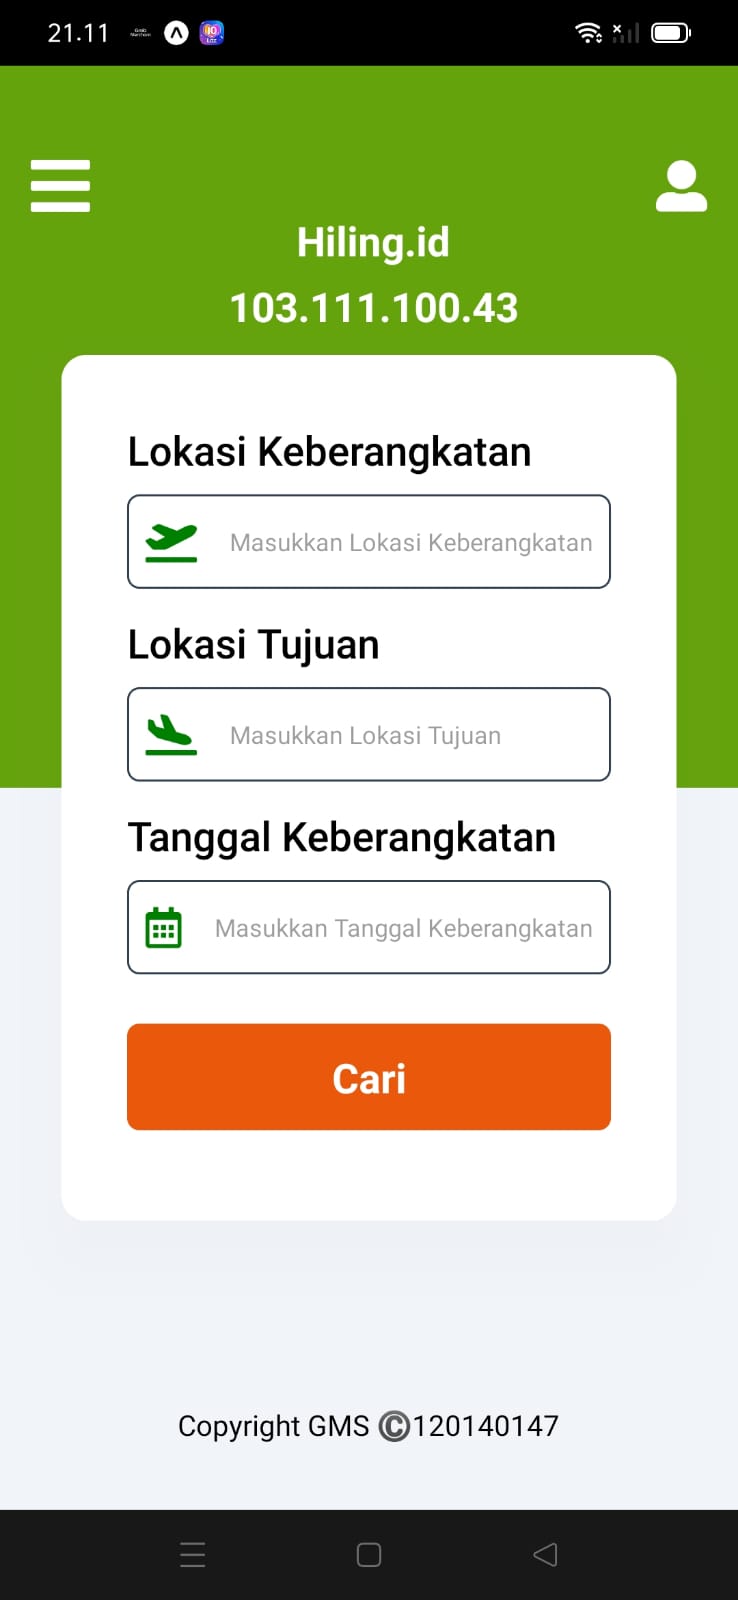 21.11
Hiling.id
103.111.100.43
Lokasi Keberangkatan
Masukkan Lokasi Keberangkatan
Lokasi Tujuan
Masukkan Lokasi Tujuan
Tanggal Keberangkatan
Masukkan Tanggal Keberangkatan
Cari
Copyright GMS ©120140147